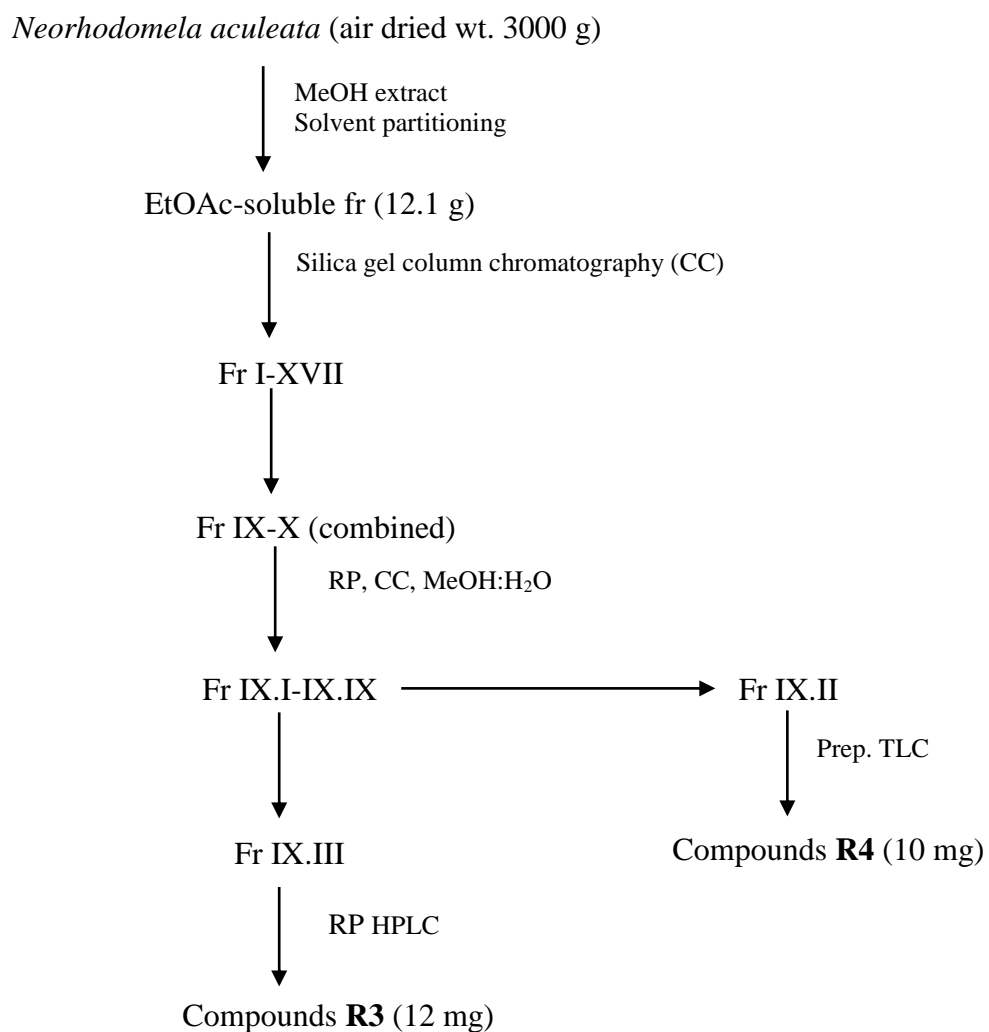 Neorhodomela aculeata (air dried wt. 3000 g)
MeOH extract
Solvent partitioning
EtOAc-soluble fr (12.1 g)
Silica gel column chromatography (CC)
Fr I-XVII
Fr IX-X (combined)
RP, CC, MeOH:H₂O
Fr IX.I-IX.IX
Fr IX.II
Prep. TLC
Fr IX.III
Compounds R4 (10 mg)
RP HPLC
Compounds R3 (12 mg)